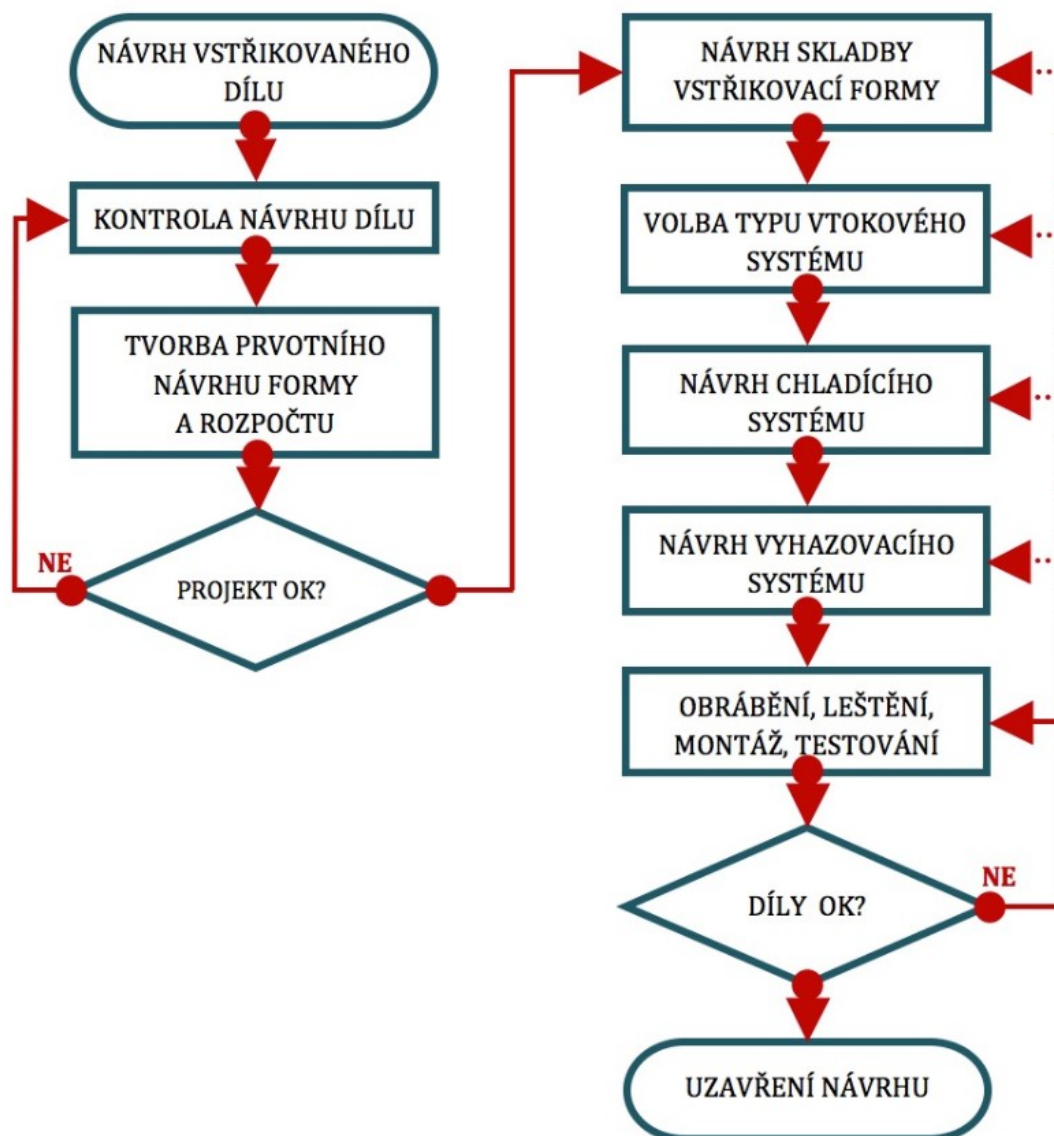 NÁVRH VSTŘIKOVANÉHO
DÍLU
KONTROLA NÁVRHU DÍLU
TVORBA PRVOTNÍHO
NÁVRHU FORMY
A ROZPOČTU
NE
PROJEKT OK?
NÁVRH SKLADBY
VSTŘIKOVACÍ FORMY
VOLBA TYPU VTOKOVÉHO
SYSTÉMU
NÁVRH CHLADÍCÍHO
SYSTÉMU
NÁVRH VYHAZOVACÍHO
SYSTÉMU
OBRÁBĚNÍ, LEŠTĚNÍ,
MONTÁŽ, TESTOVÁNÍ
NE
DÍLY OK?
UZAVŘENÍ NÁVRHU